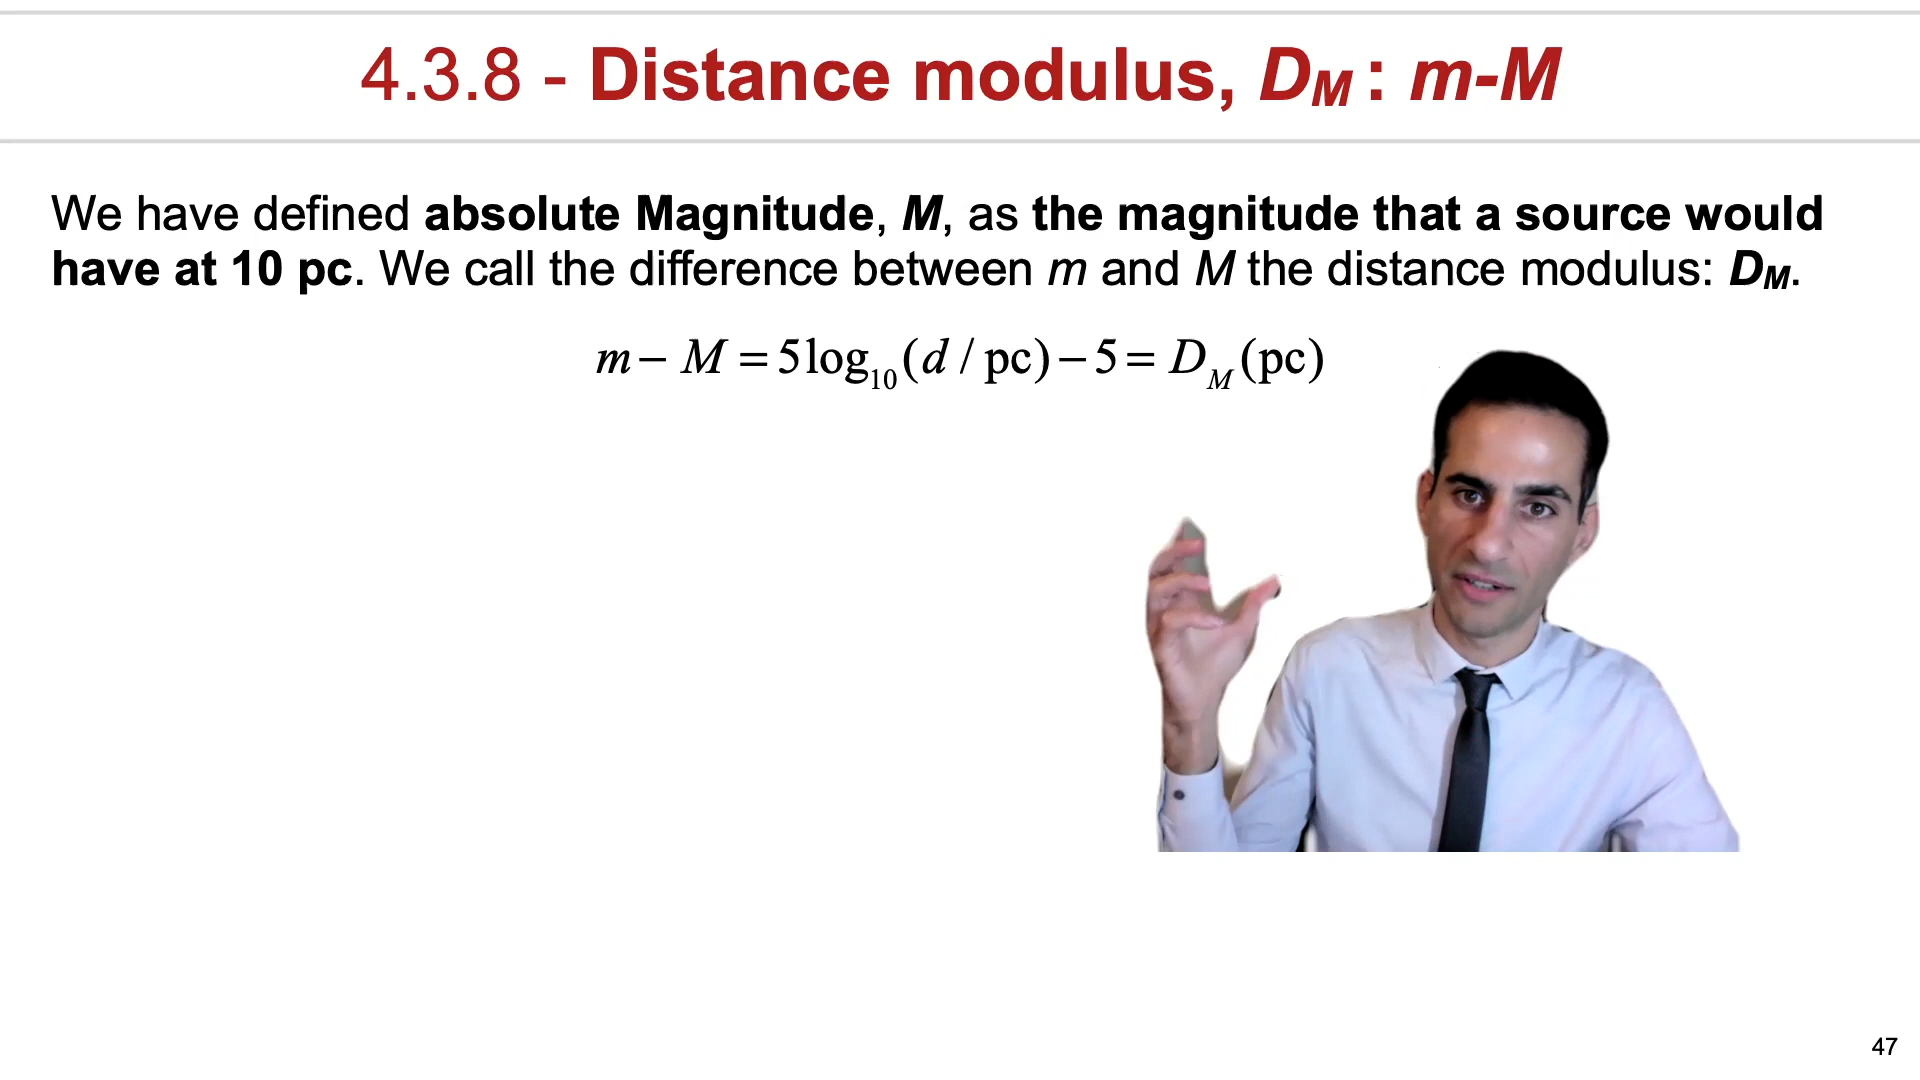 4.3.8 - Distance modulus, DM : m-M
We have defined absolute Magnitude, M, as the magnitude that a source would
have at 10 pc. We call the difference between m and M the distance modulus: DM.
m – M = 5log10 (d / pc) – 5 = DM (pc)
47